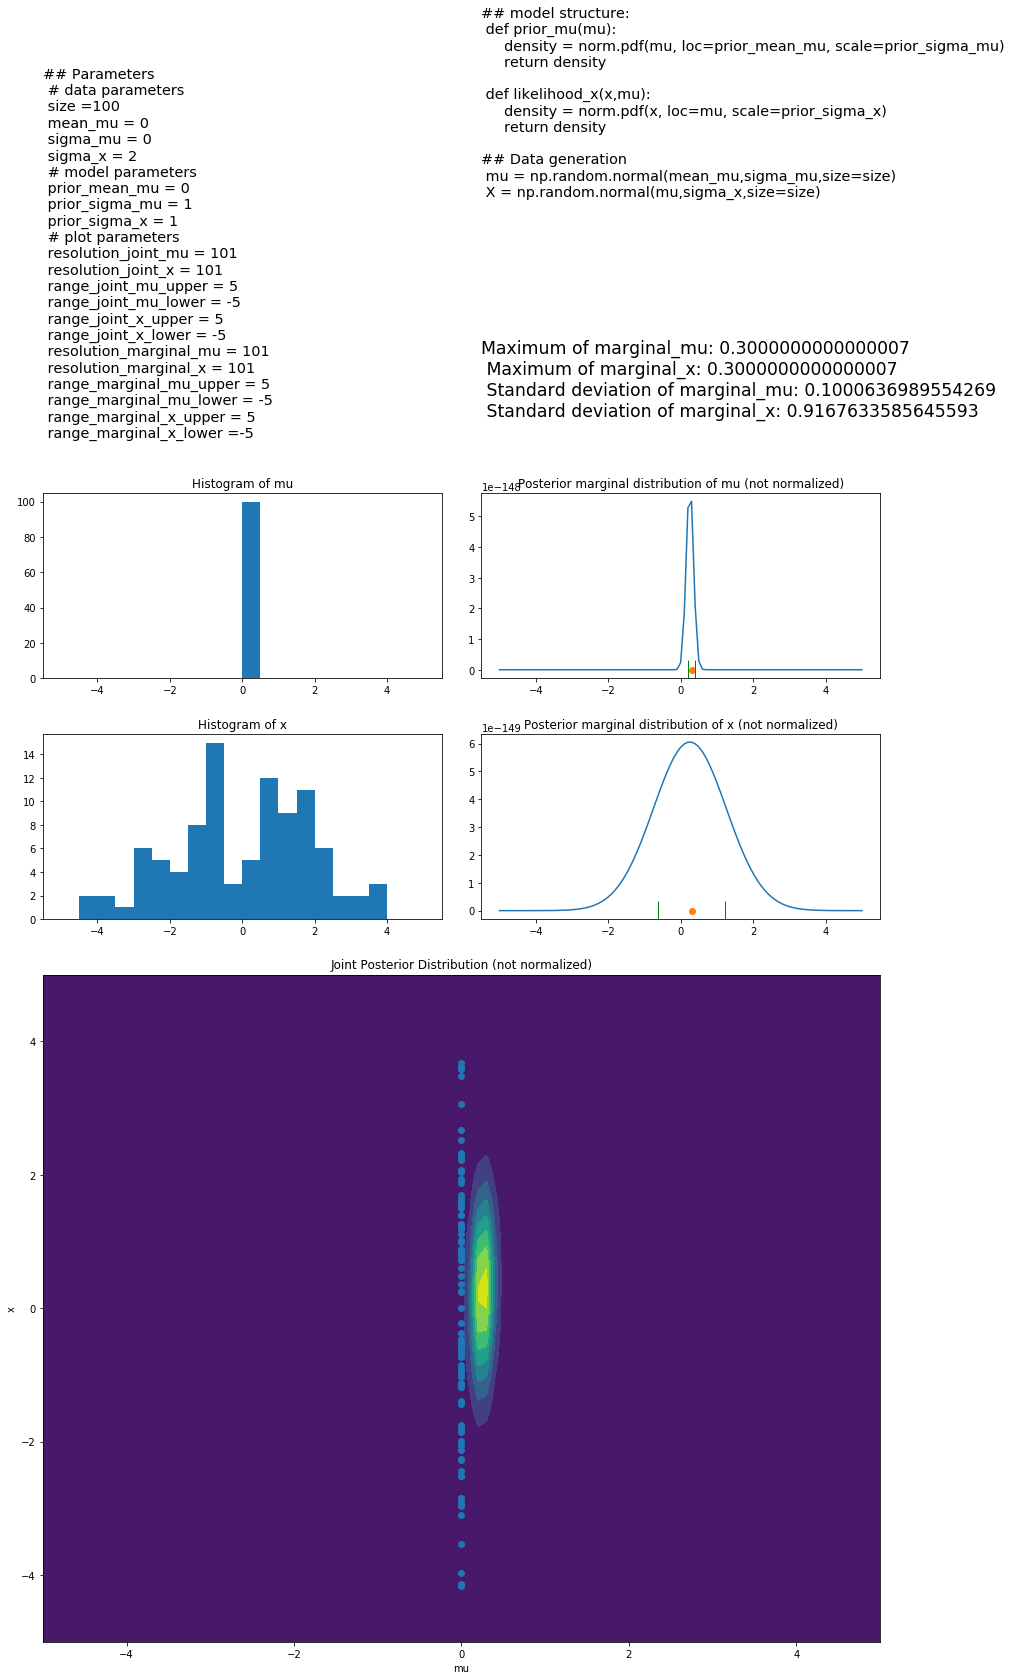 ## Parameters
# data parameters
size =100
mean_mu = 0
sigma_mu = 0
sigma_x = 2
# model parameters
prior_mean_mu = 0
prior_sigma_mu = 1
prior_sigma_x = 1
# plot parameters
resolution_joint_mu = 101
resolution_joint_x = 101
range_joint_mu_upper = 5
range_joint_mu_lower = -5
range_joint_x_upper = 5
range_joint_x_lower = -5
resolution_marginal_mu = 101
resolution_marginal_x = 101
range_marginal_mu_upper = 5
range_marginal_mu_lower = -5
range_marginal_x_upper = 5
range_marginal_x_lower =-5
## model structure:
def prior_mu(mu):
density = norm.pdf(mu, loc=prior_mean_mu, scale=prior_sigma_mu)
return density
def likelihood_x(x,mu):
density = norm.pdf(x, loc=mu, scale=prior_sigma_x)
return density
## Data generation
mu = np.random.normal(mean_mu,sigma_mu,size=size)
X = np.random.normal(mu,sigma_x,size=size)
Maximum of marginal_mu: 0.3000000000000007
Maximum of marginal_x: 0.3000000000000007
Standard deviation of marginal_mu: 0.1000636989554269
Standard deviation of marginal_x: 0.9167633585645593
Histogram of mu
100
80
60
40
20
0
−4 −2 0 2 4
Posterior marginal distribution of mu (not normalized)
1e−148
5
4
3
2
1
0
−4 −2 0 2 4
Histogram of x
14
12
10
8
6
4
2
0
−4 −2 0 2 4
Posterior marginal distribution of x (not normalized)
1e−149
6
5
4
3
2
1
0
−4 −2 0 2 4
Joint Posterior Distribution (not normalized)
x
4
2
0
−2
−4
−4 −2 0 2 4
mu